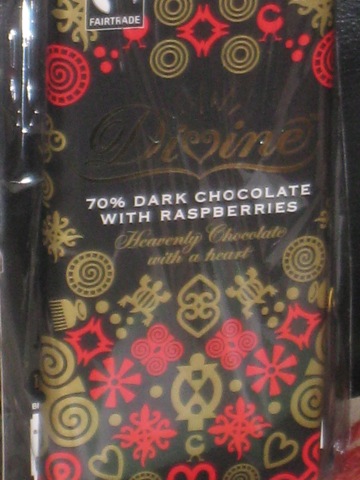 FAIRTRADE
Divine
70% DARK CHOCOLATE
WITH RASPBERRIES
Heavenly Chocolate
with a heart